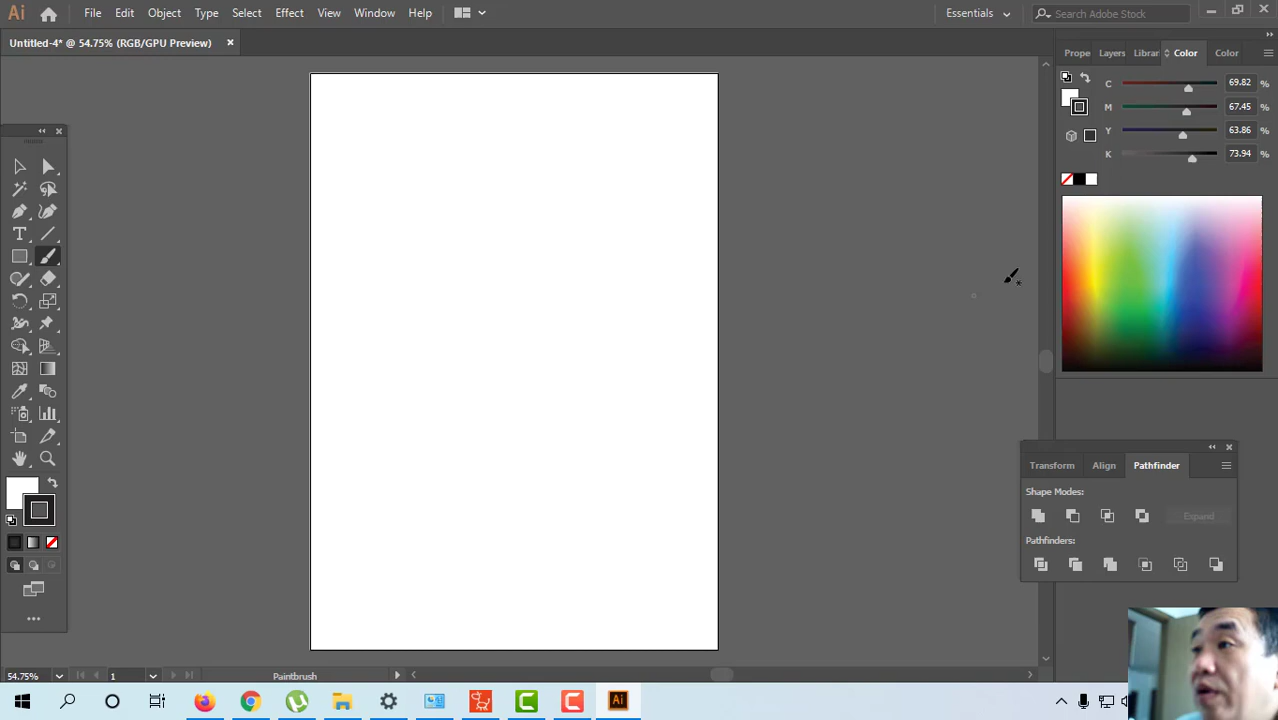 Ai File Edit Object Type Select Effect View Window Help Essentials Search Adobe Stock
Untitled-4* @ 54.75% (RGB/GPU Preview)
Prope Layers Librar Color Color
C 69.82 %
M 67.45 %
Y 63.86 %
K 73.94 %
T
Transform Align Pathfinder
Shape Modes:
Expand
Pathfinders:
54.75% 1 Paintbrush
Ai